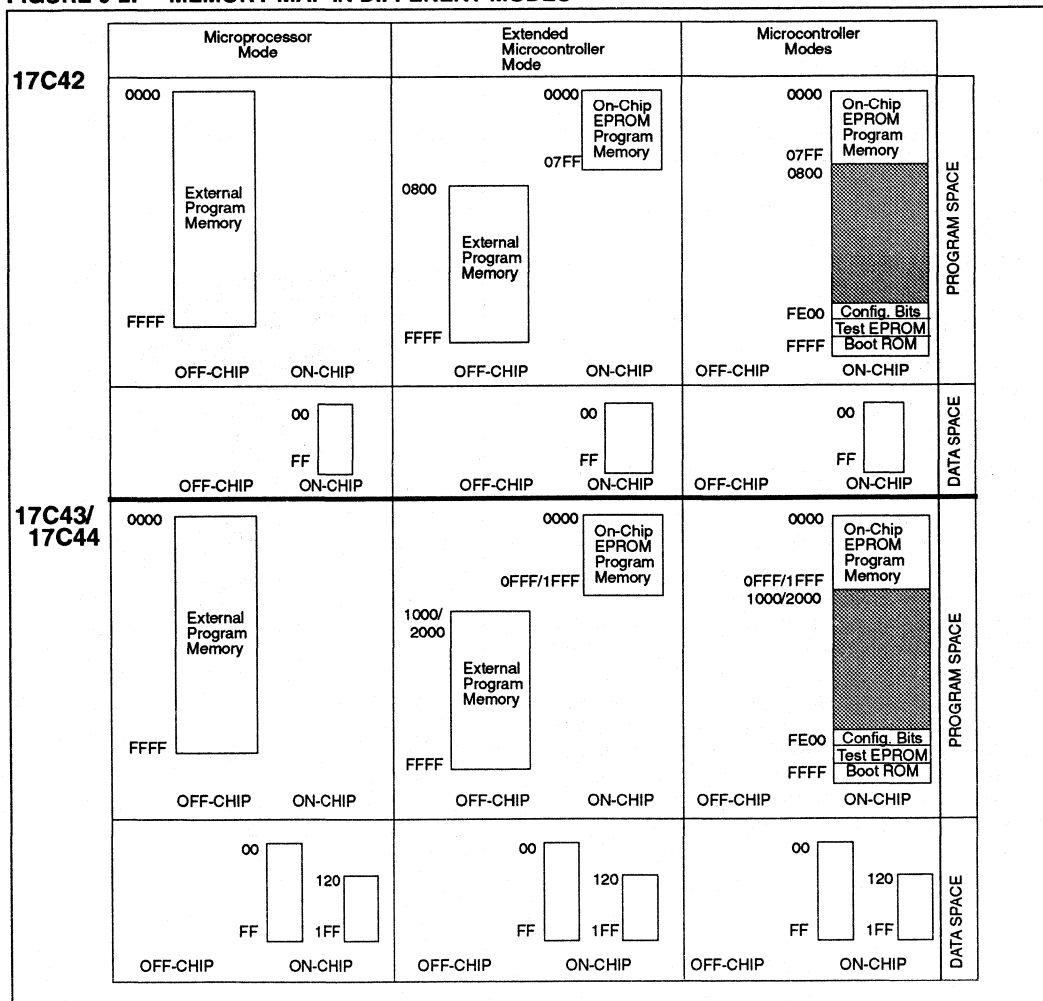 Microprocessor
Mode
Extended
Microcontroller
Mode
Microcontroller
Modes
17C42
0000
External
Program
Memory
FFFF
OFF-CHIP ON-CHIP
0000
On-Chip
EPROM
Program
Memory
07FF
0800
External
Program
Memory
FFFF
OFF-CHIP ON-CHIP
0000
On-Chip
EPROM
Program
Memory
07FF
0800
FE00 Config. Bits
Test EPROM
FFFF Boot ROM
OFF-CHIP ON-CHIP
PROGRAM SPACE
00
FF
OFF-CHIP ON-CHIP
00
FF
OFF-CHIP ON-CHIP
00
FF
OFF-CHIP ON-CHIP
DATA SPACE
17C43/
17C44
0000
External
Program
Memory
FFFF
OFF-CHIP ON-CHIP
0000
On-Chip
EPROM
Program
Memory
0FFF/1FFF
1000/
2000
External
Program
Memory
FFFF
OFF-CHIP ON-CHIP
0000
On-Chip
EPROM
Program
Memory
0FFF/1FFF
1000/2000
FE00 Config. Bits
Test EPROM
FFFF Boot ROM
OFF-CHIP ON-CHIP
PROGRAM SPACE
00
120
FF 1FF
OFF-CHIP ON-CHIP
00
120
FF 1FF
OFF-CHIP ON-CHIP
00
120
FF 1FF
OFF-CHIP ON-CHIP
DATA SPACE